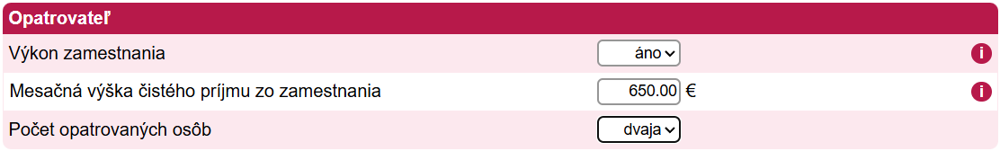 Opatrovateľ
Výkon zamestnania áno i
Mesačná výška čistého príjmu zo zamestnania 650.00 € i
Počet opatrovaných osôb dvaja